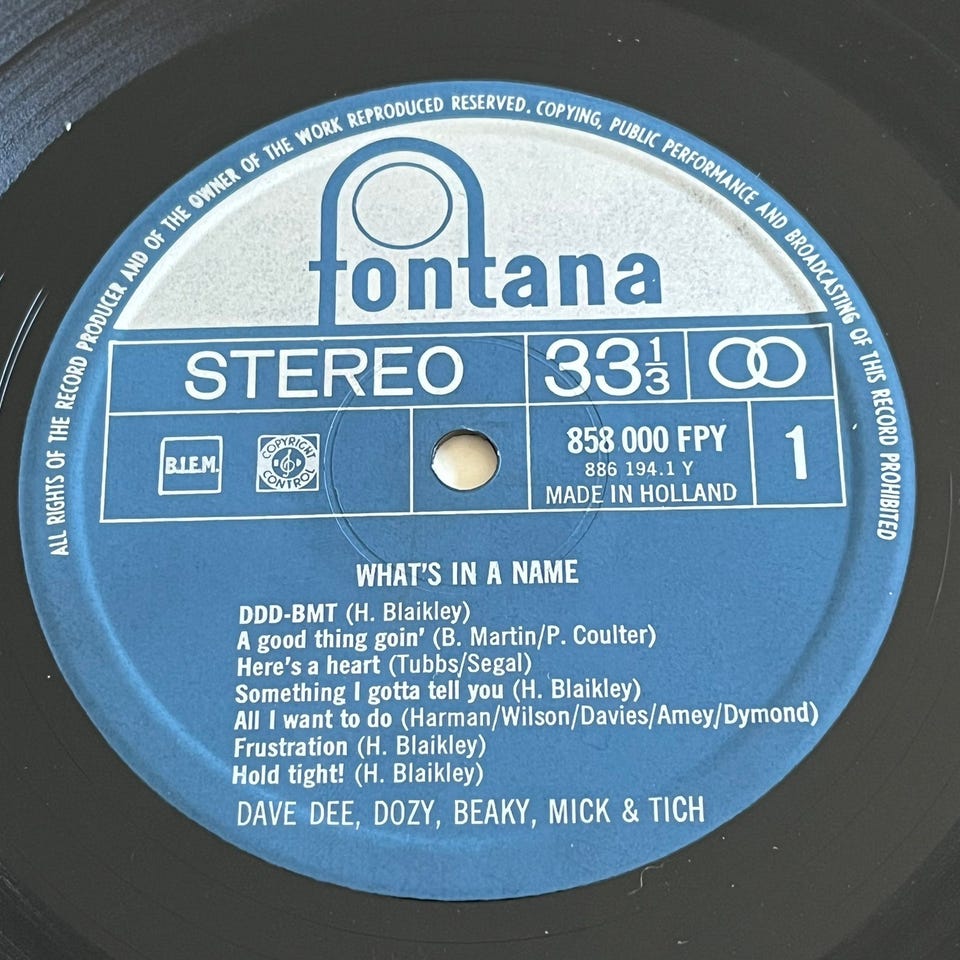 ALL RIGHTS OF THE RECORD PRODUCER AND OF THE OWNER OF THE WORK REPRODUCED RESERVED. COPYING, PUBLIC PERFORMANCE AND BROADCASTING OF THIS RECORD PROHIBITED
fontana
STEREO 33 1/3
B.I.E.M. COPYRIGHT CONTROL 858 000 FPY 1
886 194.1 Y
MADE IN HOLLAND
WHAT'S IN A NAME
DDD-BMT (H. Blaikley)
A good thing goin' (B. Martin/P. Coulter)
Here's a heart (Tubbs/Segal)
Something I gotta tell you (H. Blaikley)
All I want to do (Harman/Wilson/Davies/Amey/Dymond)
Frustration (H. Blaikley)
Hold tight! (H. Blaikley)
DAVE DEE, DOZY, BEAKY, MICK & TICH